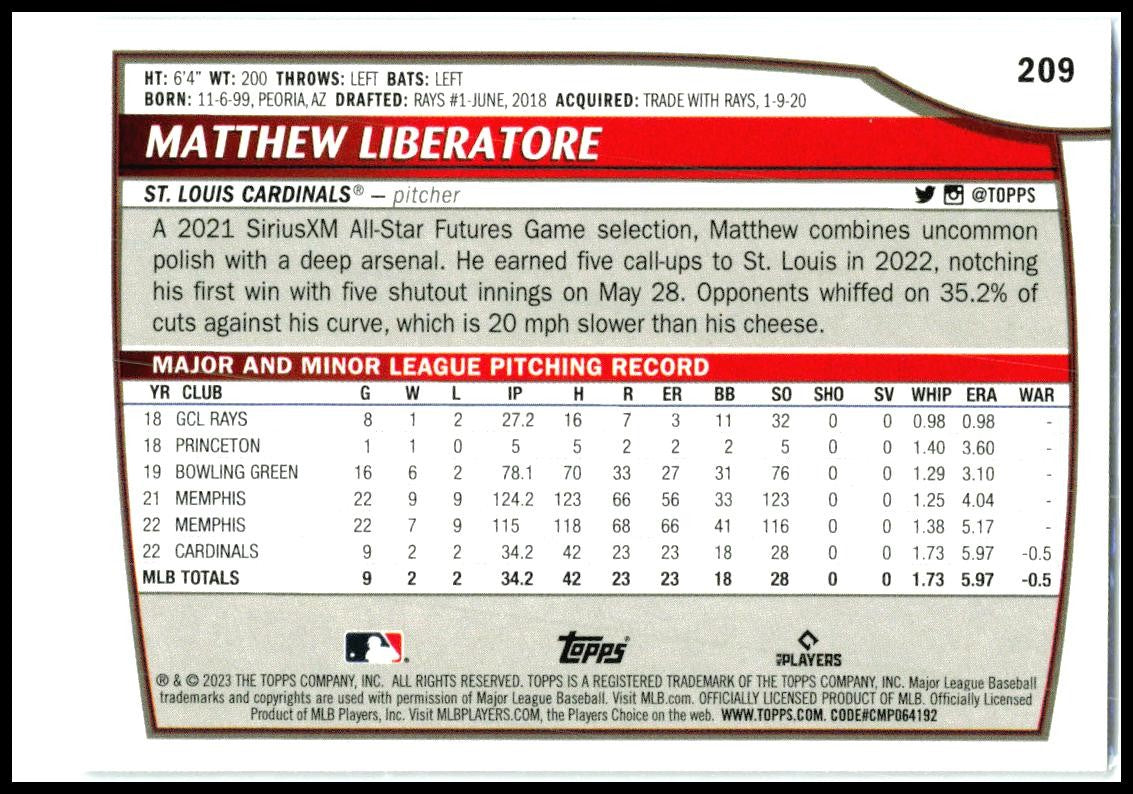 209
HT: 6'4" WT: 200 THROWS: LEFT BATS: LEFT
BORN: 11-6-99, PEORIA, AZ DRAFTED: RAYS #1-JUNE, 2018 ACQUIRED: TRADE WITH RAYS, 1-9-20
MATTHEW LIBERATORE
ST. LOUIS CARDINALS® – pitcher @TOPPS
A 2021 SiriusXM All-Star Futures Game selection, Matthew combines uncommon
polish with a deep arsenal. He earned five call-ups to St. Louis in 2022, notching
his first win with five shutout innings on May 28. Opponents whiffed on 35.2% of
cuts against his curve, which is 20 mph slower than his cheese.
MAJOR AND MINOR LEAGUE PITCHING RECORD
YR CLUB G W L IP H R ER BB SO SHO SV WHIP ERA WAR
18 GCL RAYS 8 1 2 27.2 16 7 3 11 32 0 0 0.98 0.98 -
18 PRINCETON 1 1 0 5 5 2 2 2 5 0 0 1.40 3.60 -
19 BOWLING GREEN 16 6 2 78.1 70 33 27 31 76 0 0 1.29 3.10 -
21 MEMPHIS 22 9 9 124.2 123 66 56 33 123 0 0 1.25 4.04 -
22 MEMPHIS 22 7 9 115 118 68 66 41 116 0 0 1.38 5.17 -
22 CARDINALS 9 2 2 34.2 42 23 23 18 28 0 0 1.73 5.97 -0.5
MLB TOTALS 9 2 2 34.2 42 23 23 18 28 0 0 1.73 5.97 -0.5
topps® MLB PLAYERS
® & © 2023 THE TOPPS COMPANY, INC. ALL RIGHTS RESERVED. TOPPS IS A REGISTERED TRADEMARK OF THE TOPPS COMPANY, INC. Major League Baseball
trademarks and copyrights are used with permission of Major League Baseball. Visit MLB.com. OFFICIALLY LICENSED PRODUCT OF MLB. Officially Licensed
Product of MLB Players, Inc. Visit MLBPLAYERS.COM, the Players Choice on the web. WWW.TOPPS.COM. CODE#CMP064192